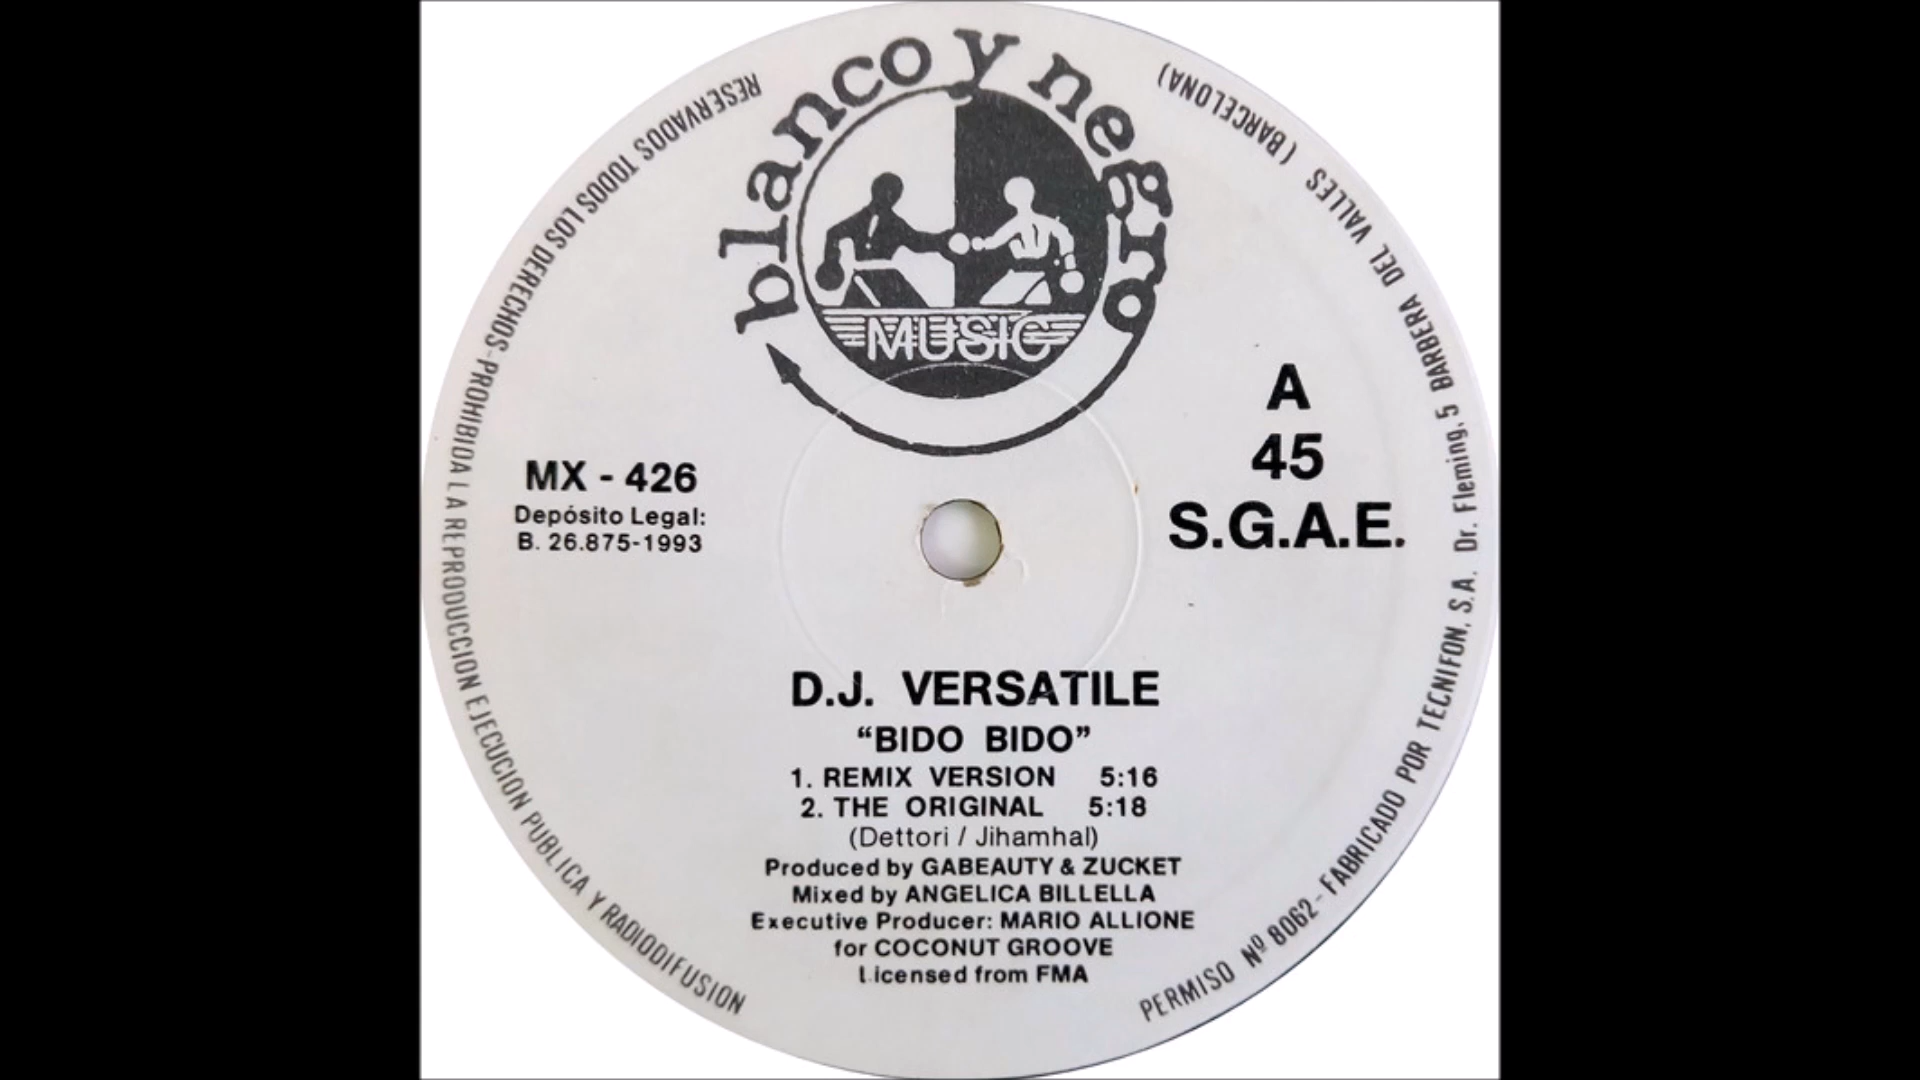 blanco y negro
MUSIC
RESERVADOS TODOS LOS DERECHOS-PROHIBIDA LA REPRODUCCION EJECUCION PUBLICA Y RADIODIFUSION
PERMISO Nº 8062- FABRICADO POR TECNIFON, S.A. Dr. Fleming, 5 BARBERA DEL VALLES (BARCELONA)
A
45
S.G.A.E.
MX - 426
Depósito Legal:
B. 26.875-1993
D.J. VERSATILE
“BIDO BIDO”
1. REMIX VERSION 5:16
2. THE ORIGINAL 5:18
(Dettori / Jihamhal)
Produced by GABEAUTY & ZUCKET
Mixed by ANGELICA BILLELLA
Executive Producer: MARIO ALLIONE
for COCONUT GROOVE
Licensed from FMA